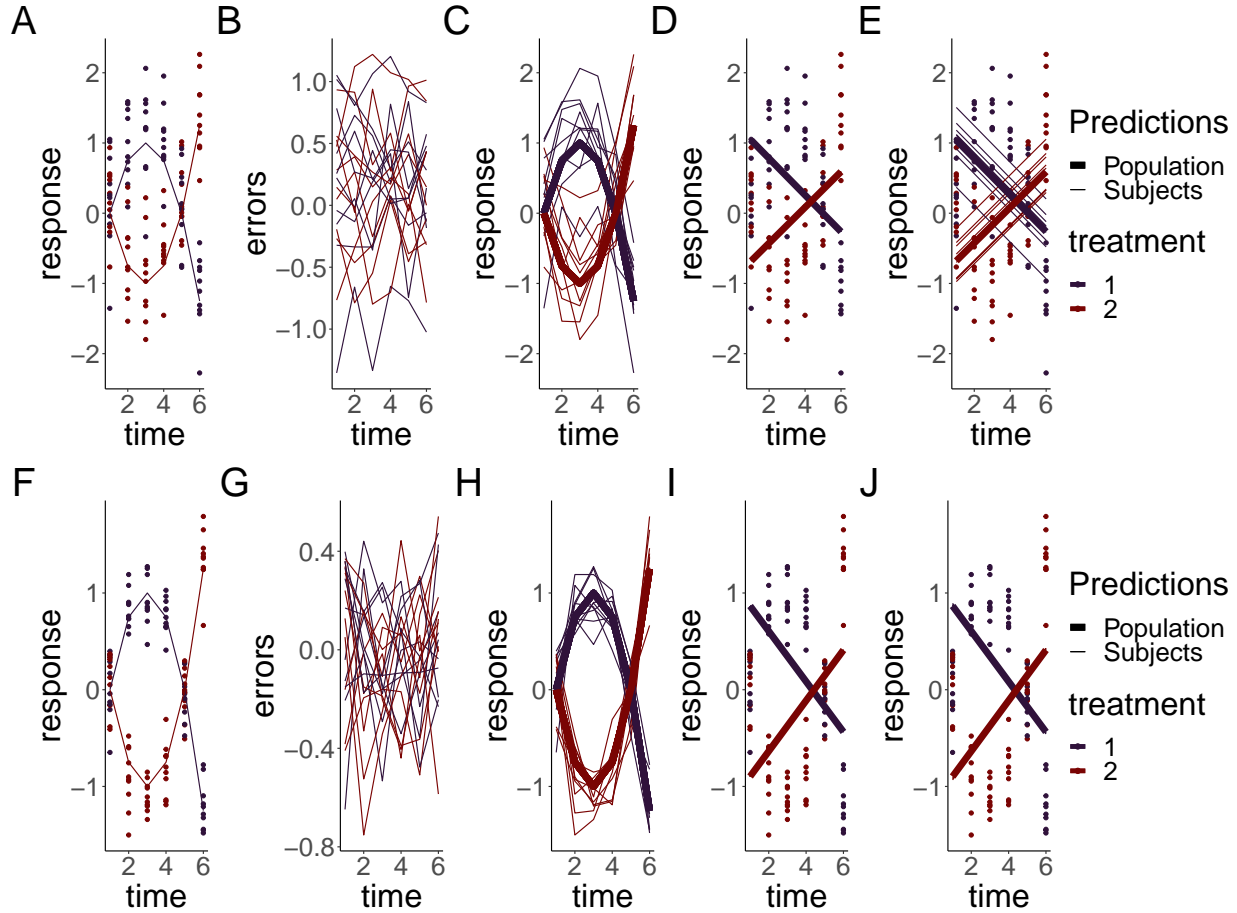 A B C D E
response
2
1
0
−1
−2
2 4 6
time
errors
1.0
0.5
0.0
−0.5
−1.0
2 4 6
time
response
2
1
0
−1
−2
2 4 6
time
response
2
1
0
−1
−2
2 4 6
time
response
2
1
0
−1
−2
2 4 6
time
Predictions
Population
Subjects
treatment
1
2
F G H I J
response
1
0
−1
2 4 6
time
errors
0.4
0.0
−0.4
−0.8
2 4 6
time
response
1
0
−1
2 4 6
time
response
1
0
−1
2 4 6
time
response
1
0
−1
2 4 6
time
Predictions
Population
Subjects
treatment
1
2